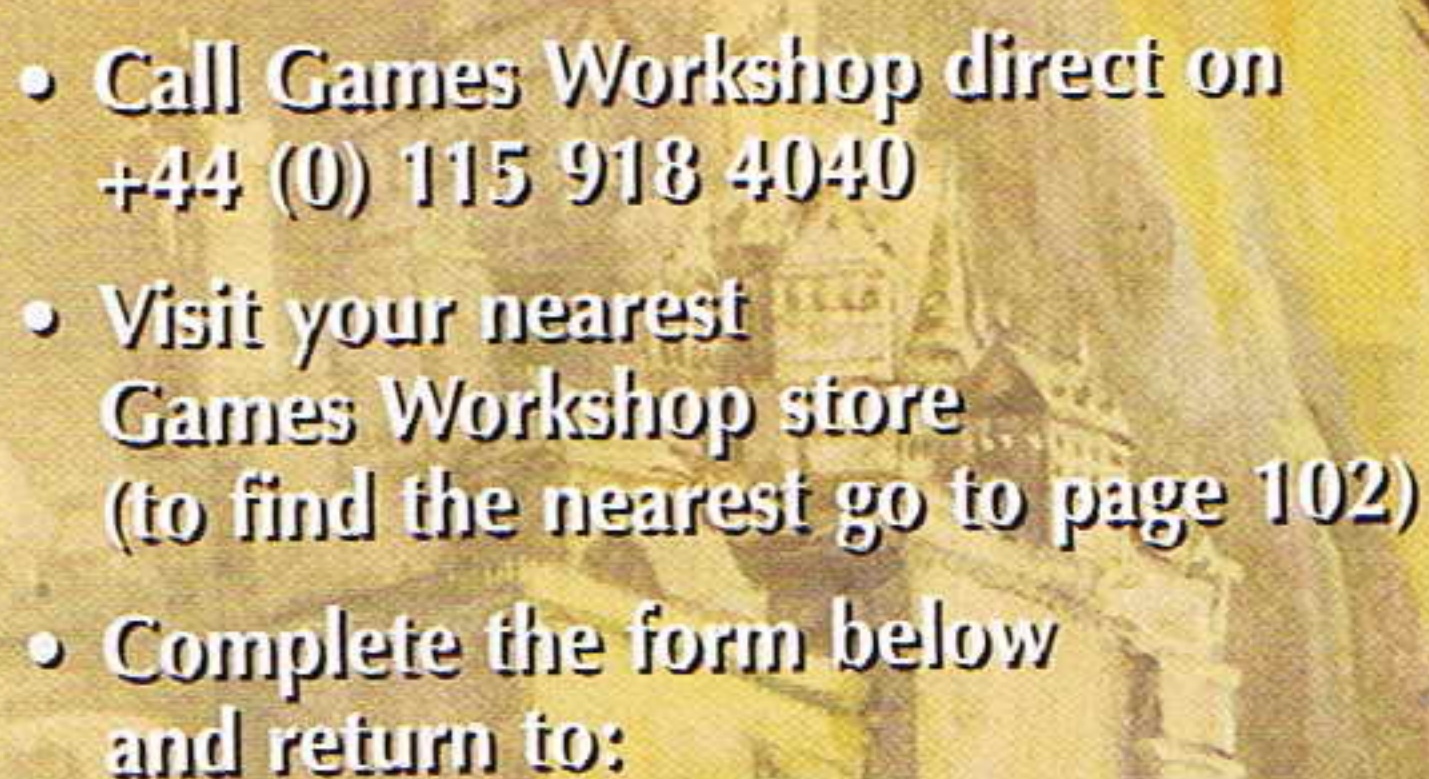 • Call Games Workshop direct on
+44 (0) 115 918 4040
• Visit your nearest
Games Workshop store
(to find the nearest go to page 102)
• Complete the form below
and return to: